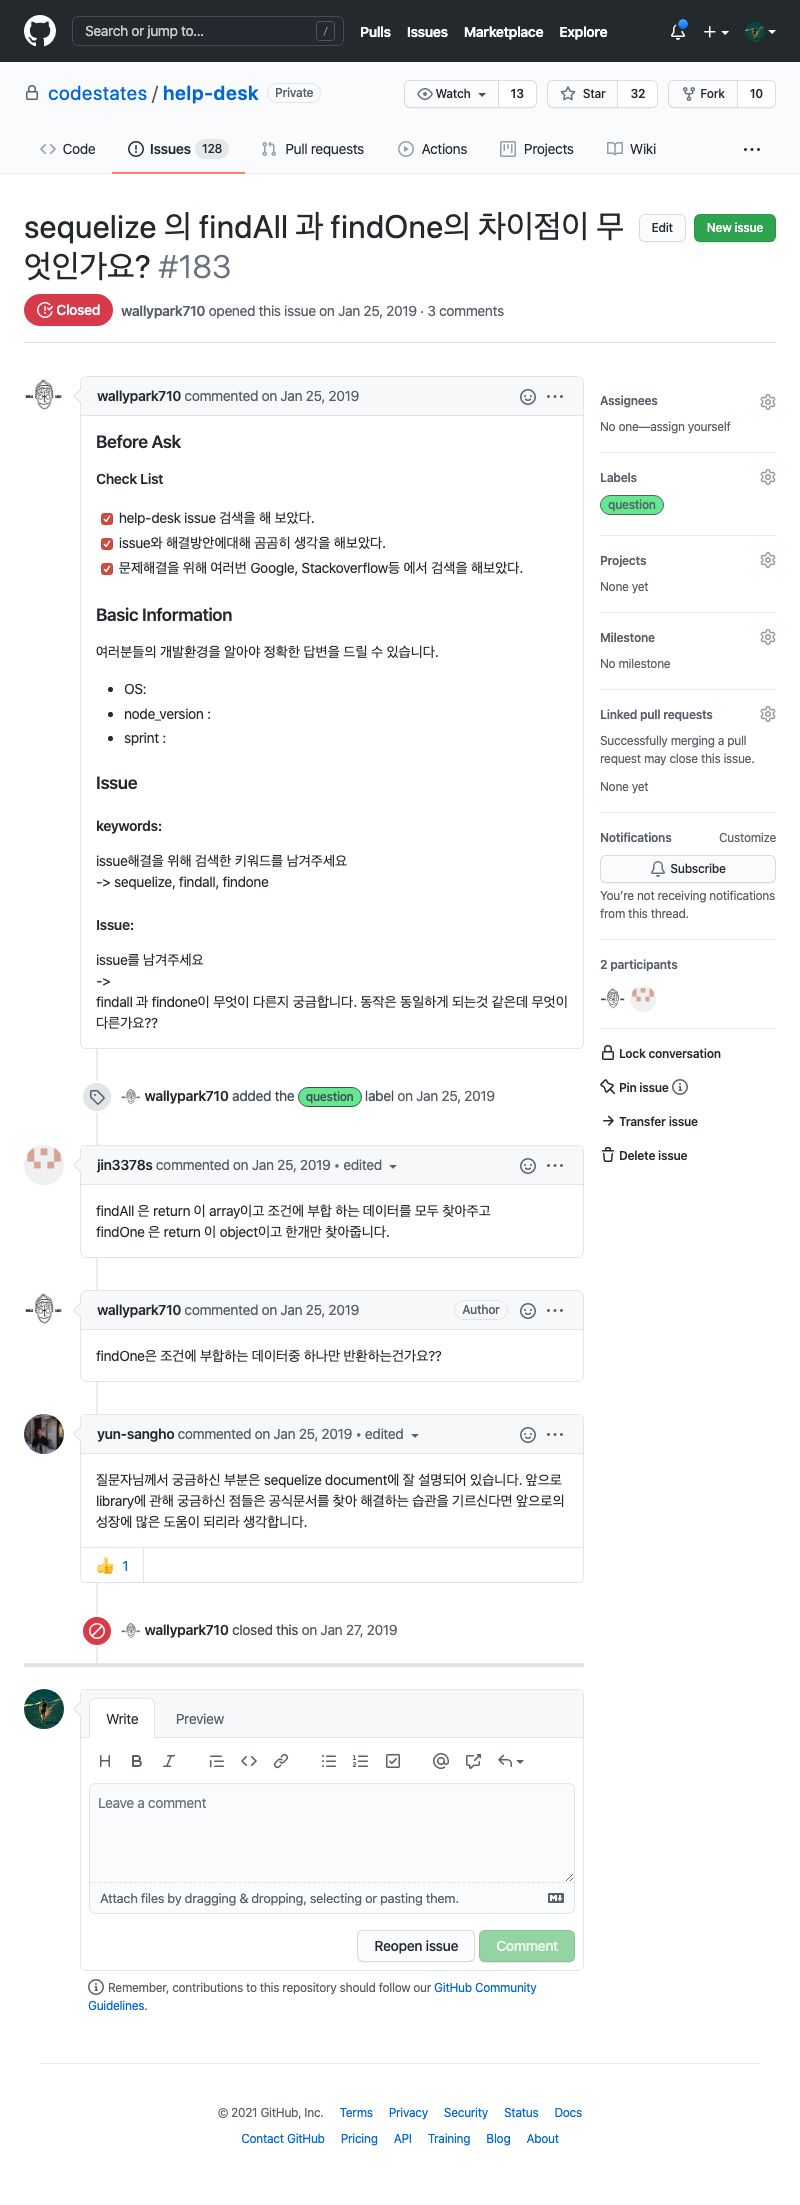 Search or jump to... /
Pulls Issues Marketplace Explore
codestates / help-desk Private
Watch 13 Star 32 Fork 10
Code Issues 128 Pull requests Actions Projects Wiki ...
sequelize 의 findAll 과 findOne의 차이점이 무
엇인가요? #183
Edit New issue
Closed wallypark710 opened this issue on Jan 25, 2019 · 3 comments
wallypark710 commented on Jan 25, 2019
Before Ask
Check List
help-desk issue 검색을 해 보았다.
issue와 해결방안에대해 곰곰히 생각을 해보았다.
문제해결을 위해 여러번 Google, Stackoverflow등 에서 검색을 해보았다.
Basic Information
여러분들의 개발환경을 알아야 정확한 답변을 드릴 수 있습니다.
• OS:
• node_version :
• sprint :
Issue
keywords:
issue해결을 위해 검색한 키워드를 남겨주세요
-> sequelize, findall, findone
Issue:
issue를 남겨주세요
->
findall 과 findone이 무엇이 다른지 궁금합니다. 동작은 동일하게 되는것 같은데 무엇이
다른가요??
wallypark710 added the question label on Jan 25, 2019
jin3378s commented on Jan 25, 2019 • edited
findAll 은 return 이 array이고 조건에 부합 하는 데이터를 모두 찾아주고
findOne 은 return 이 object이고 한개만 찾아줍니다.
wallypark710 commented on Jan 25, 2019 Author
findOne은 조건에 부합하는 데이터중 하나만 반환하는건가요??
yun-sangho commented on Jan 25, 2019 • edited
질문자님께서 궁금하신 부분은 sequelize document에 잘 설명되어 있습니다. 앞으로
library에 관해 궁금하신 점들은 공식문서를 찾아 해결하는 습관을 기르신다면 앞으로의
성장에 많은 도움이 되리라 생각합니다.
👍 1
wallypark710 closed this on Jan 27, 2019
Write Preview
H B I
Leave a comment
Attach files by dragging & dropping, selecting or pasting them.
Reopen issue Comment
Remember, contributions to this repository should follow our GitHub Community
Guidelines.
Assignees
No one—assign yourself
Labels
question
Projects
None yet
Milestone
No milestone
Linked pull requests
Successfully merging a pull
request may close this issue.
None yet
Notifications Customize
Subscribe
You're not receiving notifications
from this thread.
2 participants
Lock conversation
Pin issue
Transfer issue
Delete issue
© 2021 GitHub, Inc. Terms Privacy Security Status Docs
Contact GitHub Pricing API Training Blog About